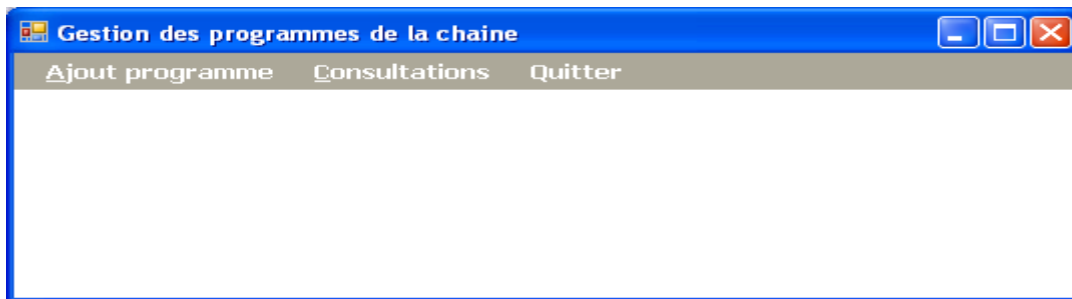 Gestion des programmes de la chaine
Ajout programme Consultations Quitter